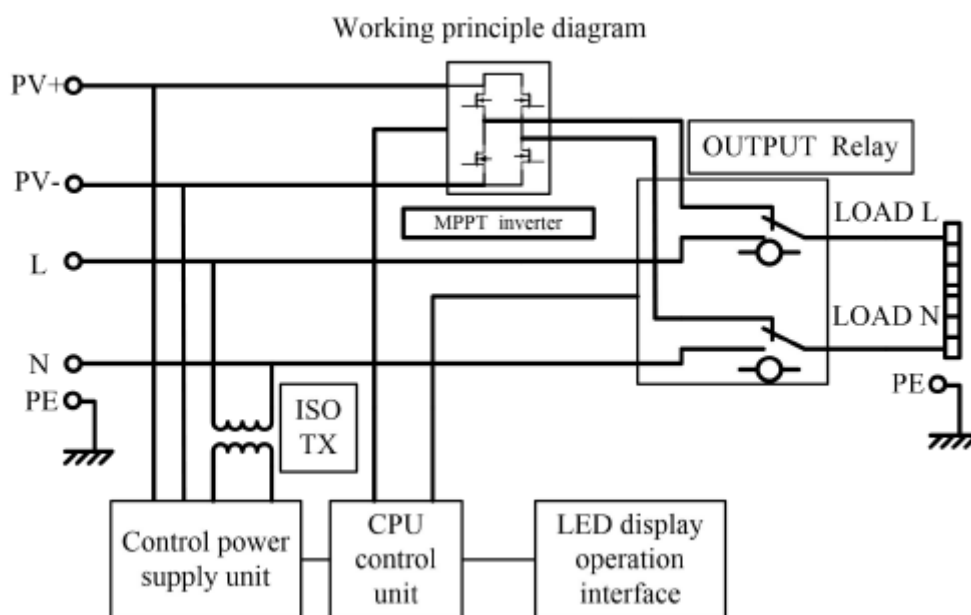 Working principle diagram
PV+
OUTPUT Relay
PV-
MPPT inverter
LOAD L
L
LOAD N
N
PE
PE
ISO
TX
Control power
supply unit
CPU
control
unit
LED display
operation
interface